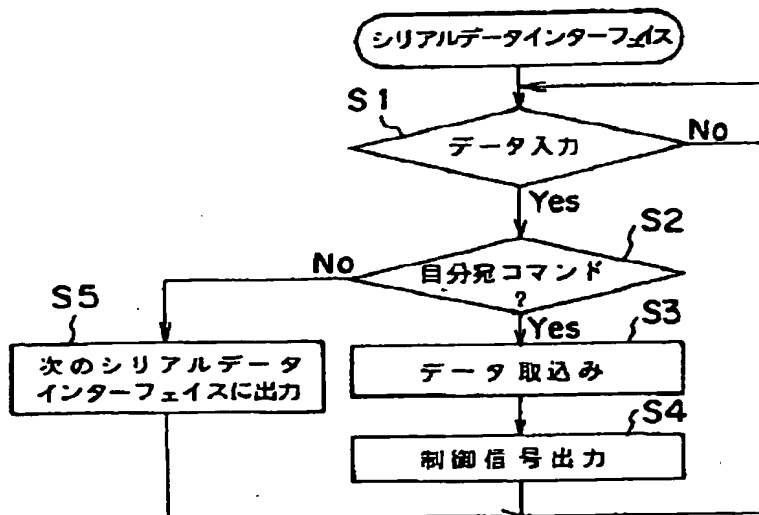 シリアルデータインターフェイス
S1
データ入力
No
Yes
S2
自分宛コマンド
?
No
Yes
S5
次のシリアルデータ
インターフェイスに出力
S3
データ取込み
S4
制御信号出力